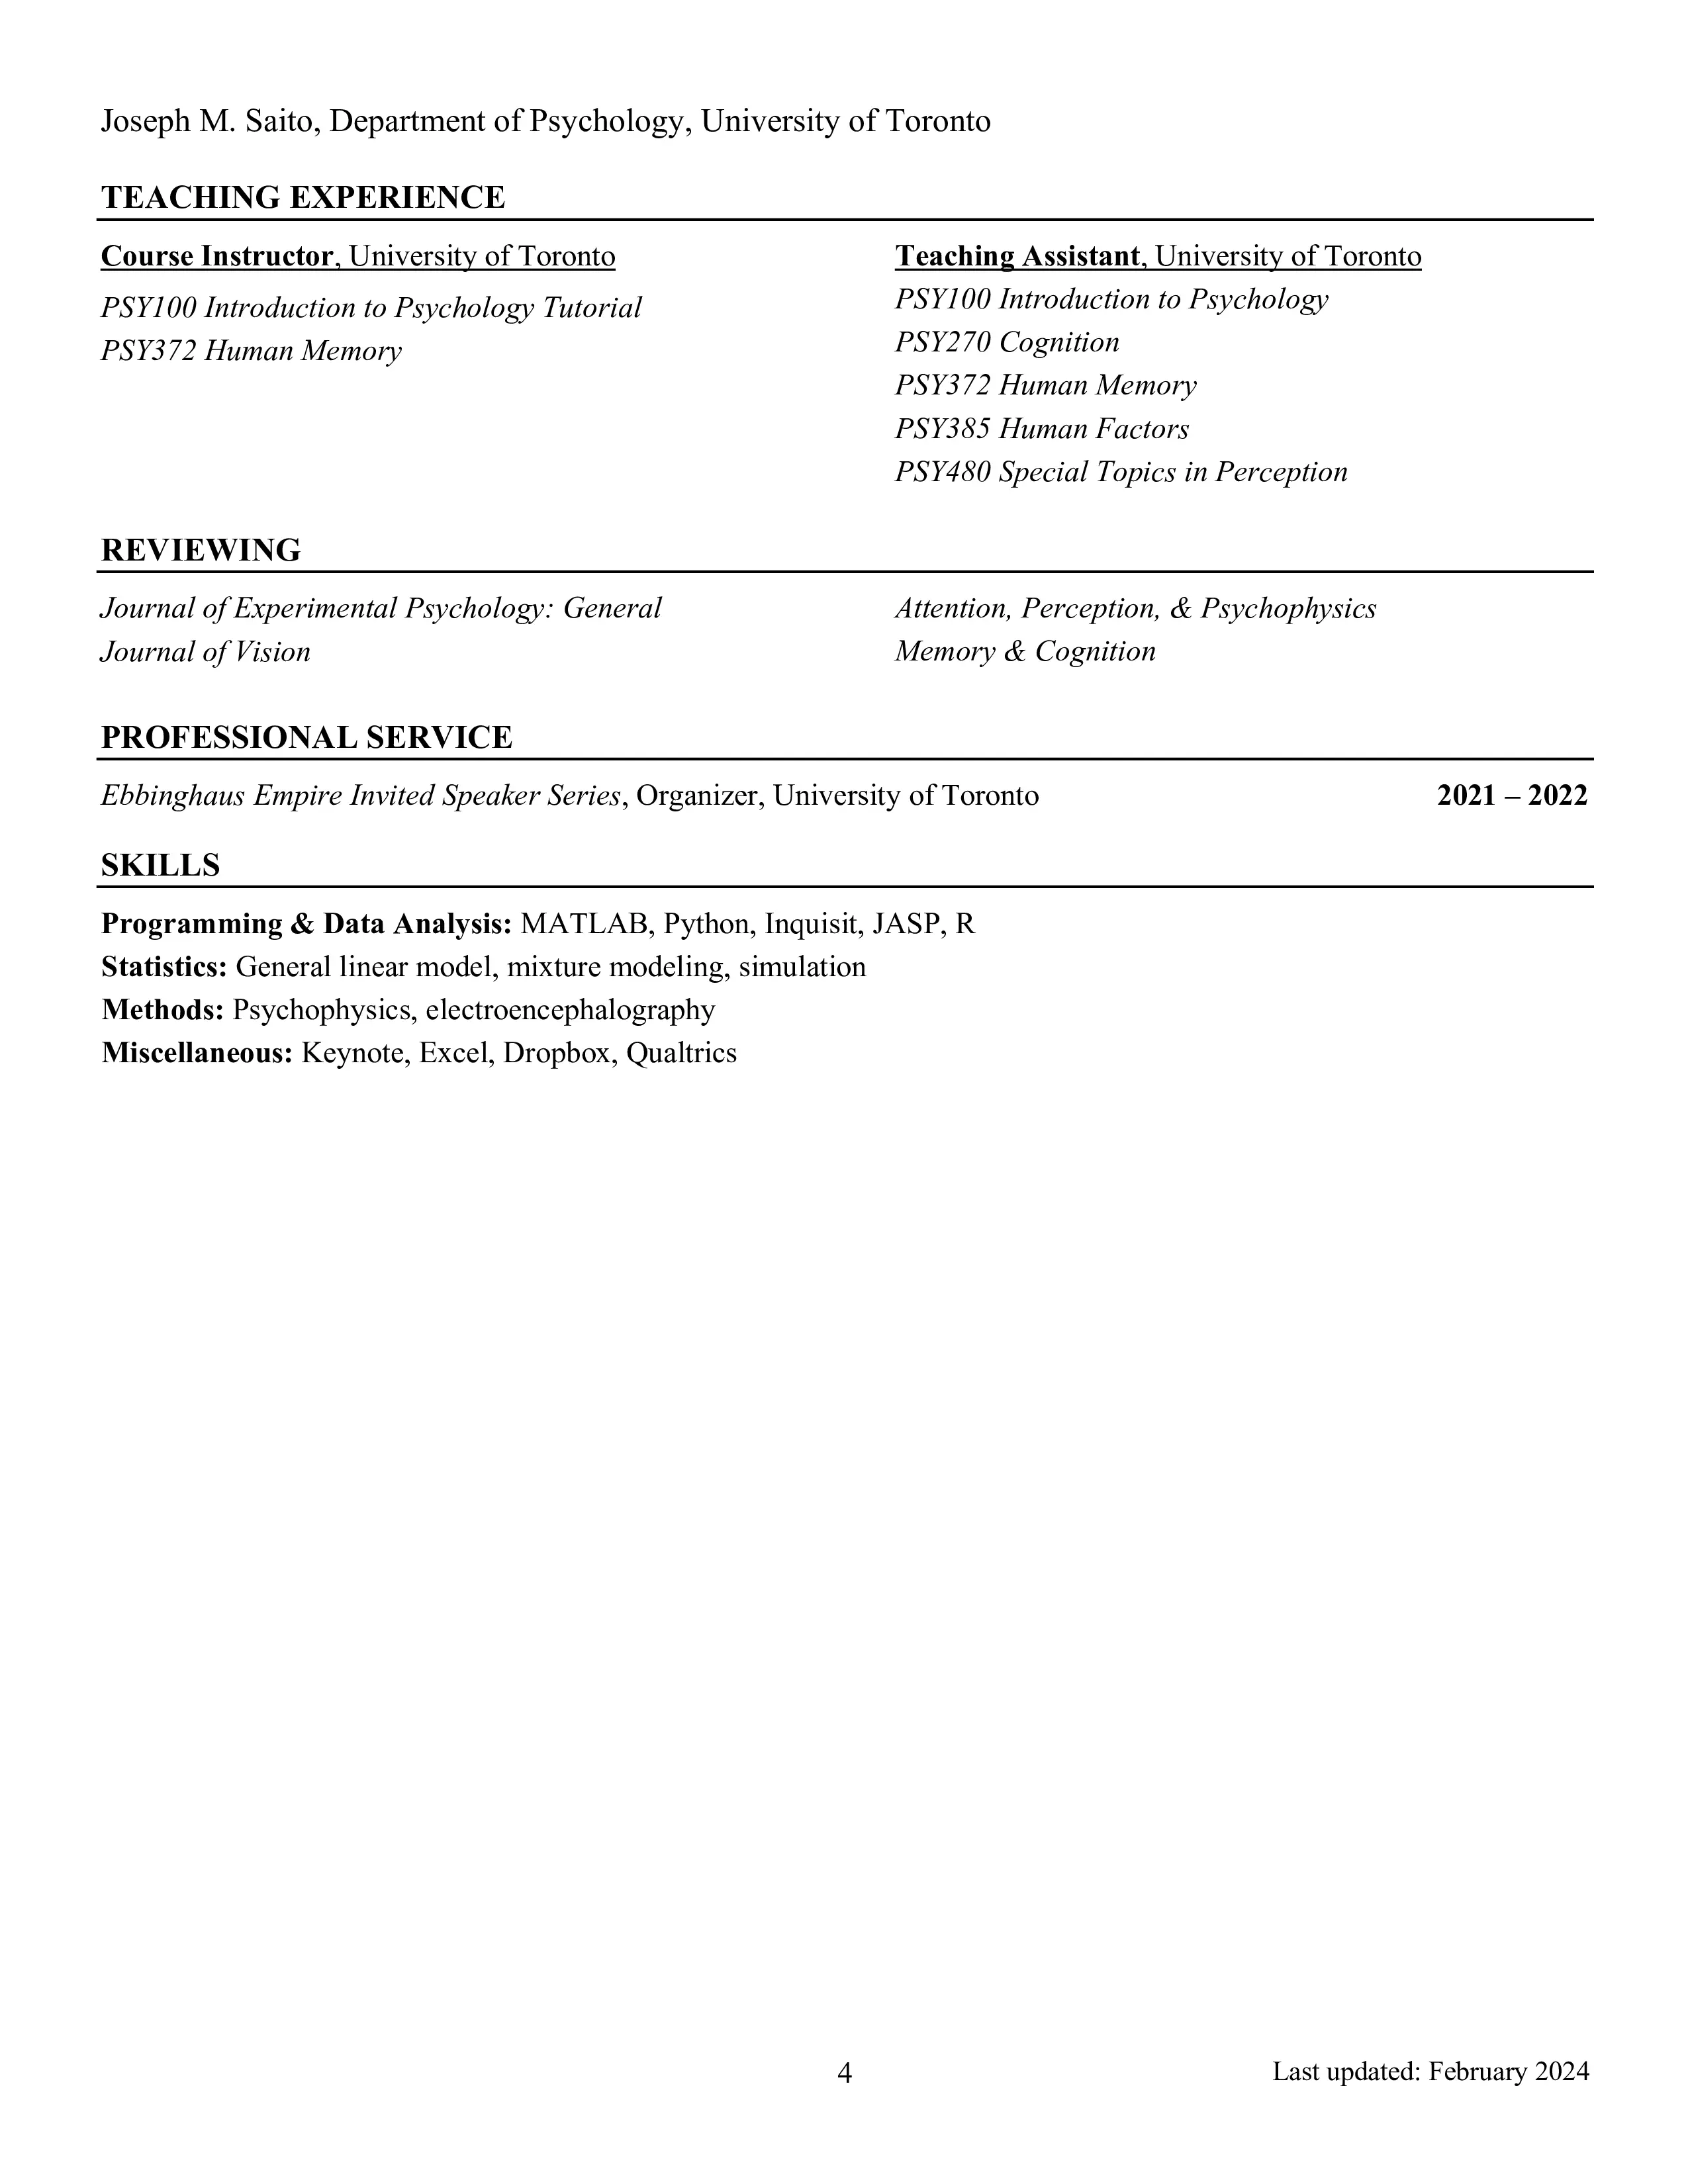 Joseph M. Saito, Department of Psychology, University of Toronto
TEACHING EXPERIENCE
Course Instructor, University of Toronto
PSY100 Introduction to Psychology Tutorial
PSY372 Human Memory
Teaching Assistant, University of Toronto
PSY100 Introduction to Psychology
PSY270 Cognition
PSY372 Human Memory
PSY385 Human Factors
PSY480 Special Topics in Perception
REVIEWING
Journal of Experimental Psychology: General
Journal of Vision
Attention, Perception, & Psychophysics
Memory & Cognition
PROFESSIONAL SERVICE
Ebbinghaus Empire Invited Speaker Series, Organizer, University of Toronto 2021 – 2022
SKILLS
Programming & Data Analysis: MATLAB, Python, Inquisit, JASP, R
Statistics: General linear model, mixture modeling, simulation
Methods: Psychophysics, electroencephalography
Miscellaneous: Keynote, Excel, Dropbox, Qualtrics
4
Last updated: February 2024